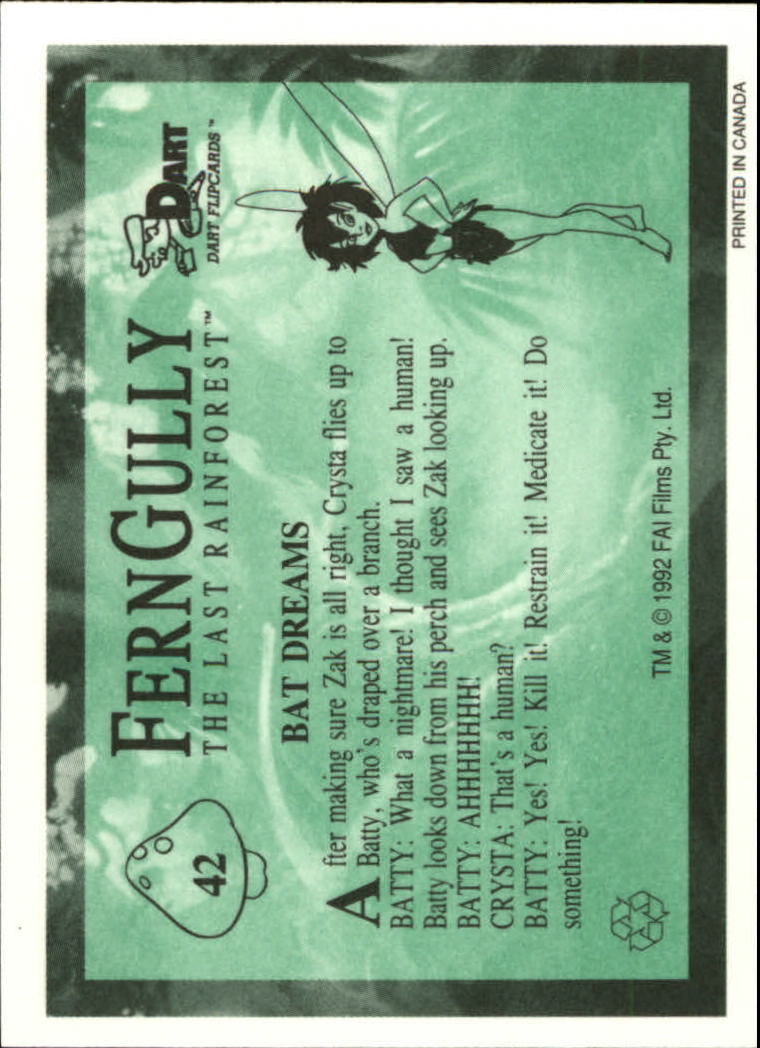 42
FERNGULLY
THE LAST RAINFOREST™
DART
DART FLIPCARDS™
BAT DREAMS
After making sure Zak is all right, Crysta flies up to
Batty, who's draped over a branch.
BATTY: What a nightmare! I thought I saw a human!
Batty looks down from his perch and sees Zak looking up.
BATTY: AHHHHHHH!
CRYSTA: That's a human?
BATTY: Yes! Yes! Yes! Kill it! Restrain it! Medicate it! Do
something!
TM & © 1992 FAI Films Pty. Ltd.
PRINTED IN CANADA